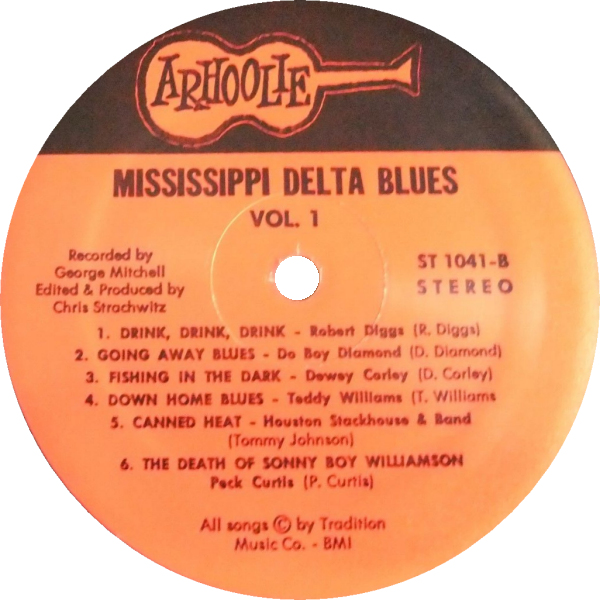 ARHOOLIE
MISSISSIPPI DELTA BLUES
VOL. 1
Recorded by
George Mitchell
Edited & Produced by
Chris Strachwitz
ST 1041-B
STEREO
1. DRINK, DRINK, DRINK - Robert Diggs (R. Diggs)
2. GOING AWAY BLUES - Do Boy Diamond (D. Diamond)
3. FISHING IN THE DARK - Dewey Corley (D. Corley)
4. DOWN HOME BLUES - Teddy Williams (T. Williams
5. CANNED HEAT - Houston Stackhouse & Band
(Tommy Johnson)
6. THE DEATH OF SONNY BOY WILLIAMSON
Peck Curtis (P. Curtis)
All songs © by Tradition
Music Co. - BMI